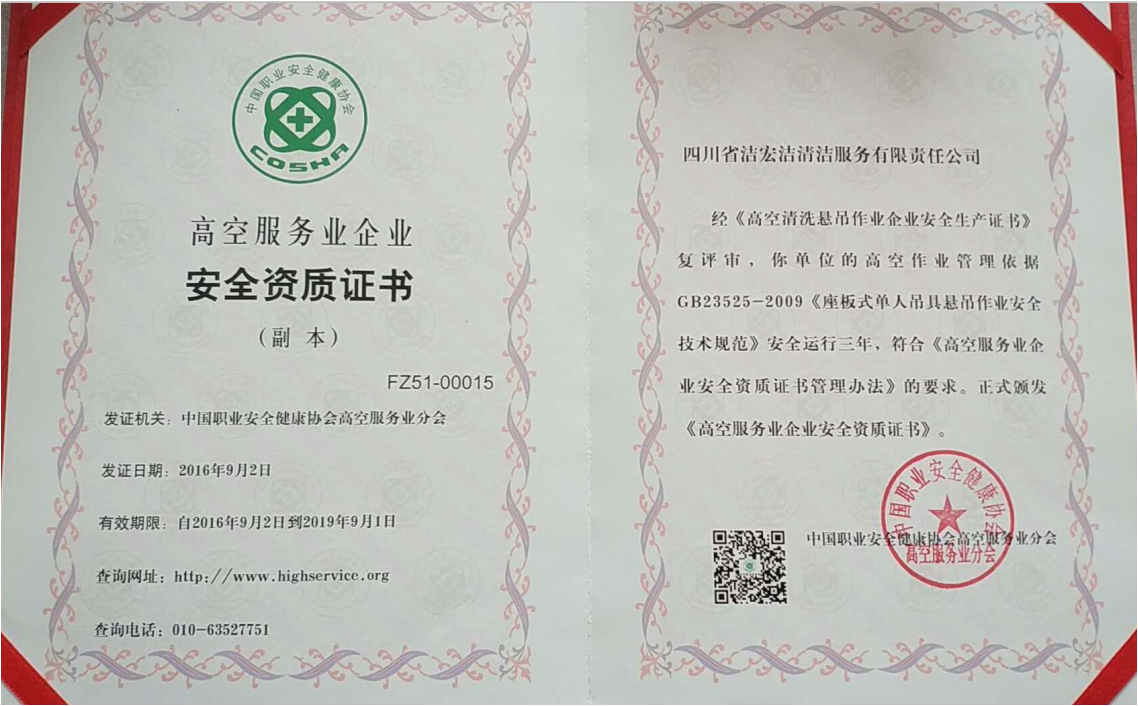 中国职业安全健康协会
COSHA
高空服务业企业
安全资质证书
（副 本）
FZ51-00015
发证机关：中国职业安全健康协会高空服务业分会
发证日期：2016年9月2日
有效期限：自2016年9月2日到2019年9月1日
查询网址：http://www.highservice.org
查询电话：010-63527751
四川省洁宏洁清洁服务有限责任公司
经《高空清洗悬吊作业企业安全生产证书》
复评审，你单位的高空作业管理依据
GB23525-2009《座板式单人吊具悬吊作业安全
技术规范》安全运行三年，符合《高空服务业企
业安全资质证书管理办法》的要求。正式颁发
《高空服务业企业安全资质证书》。
中国职业安全健康协会高空服务业分会
中国职业安全健康协会
高空服务业分会